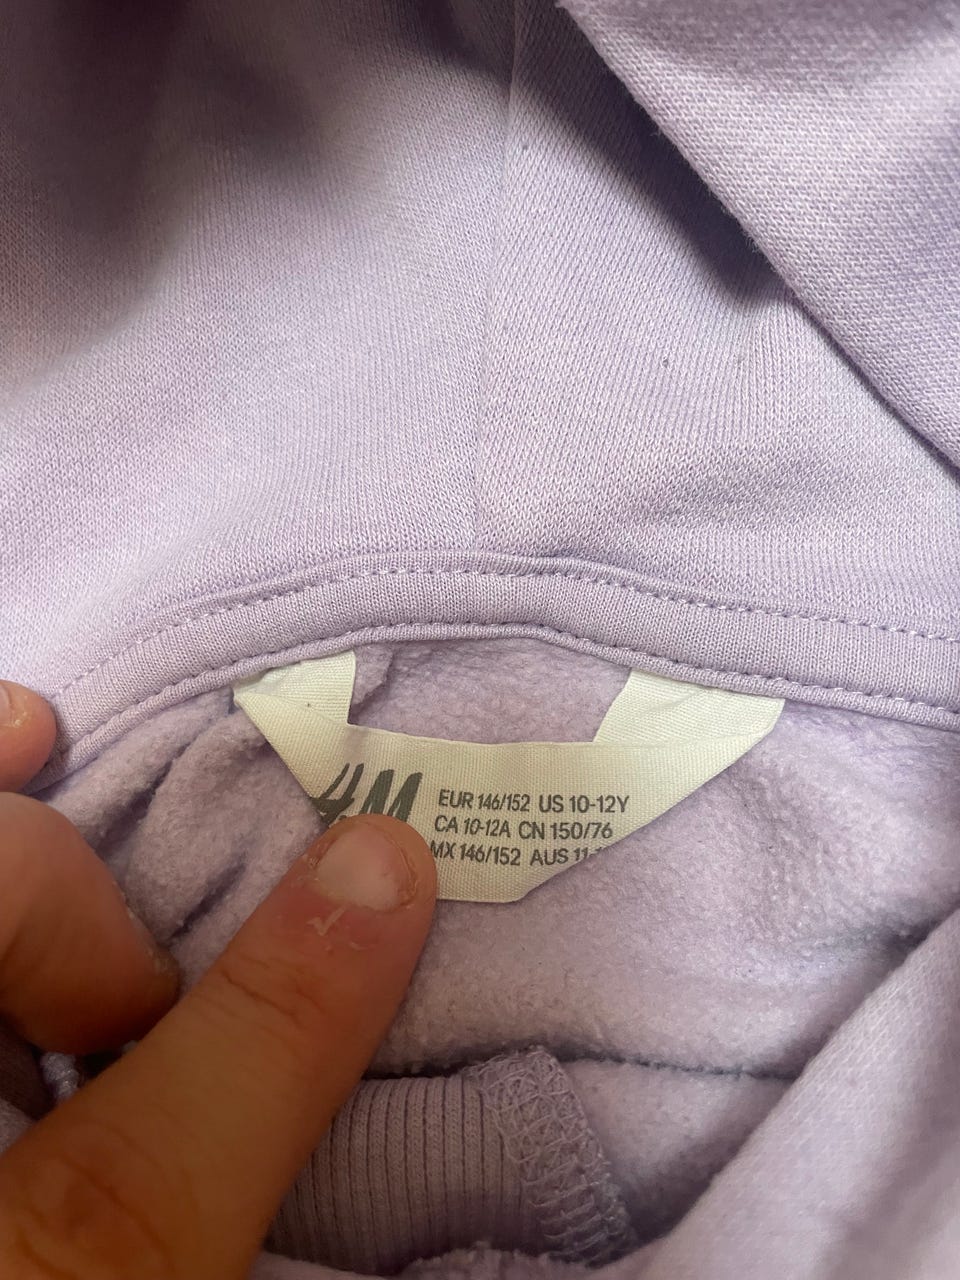 H&M
EUR 146/152 US 10-12Y
CA 10-12A CN 150/76
MX 146/152 AUS